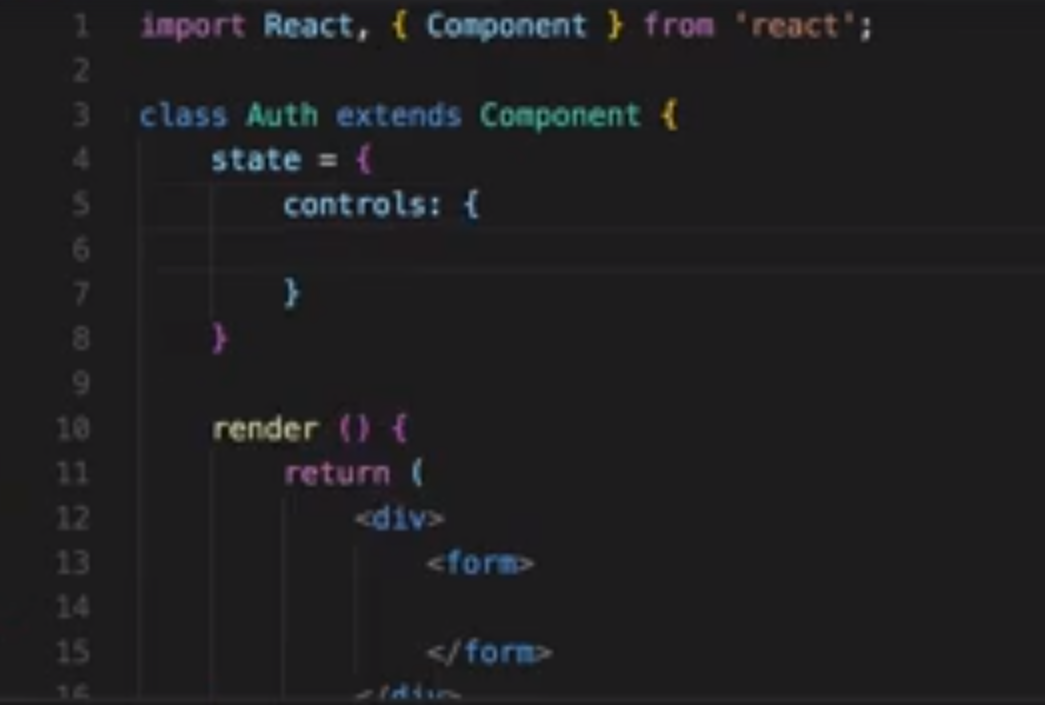 1 import React, { Component } from 'react';
2
3 class Auth extends Component {
4 state = {
5 controls: {
6
7 }
8 }
9
10 render () {
11 return (
12 <div>
13 <form>
14
15 </form>
16 </div>